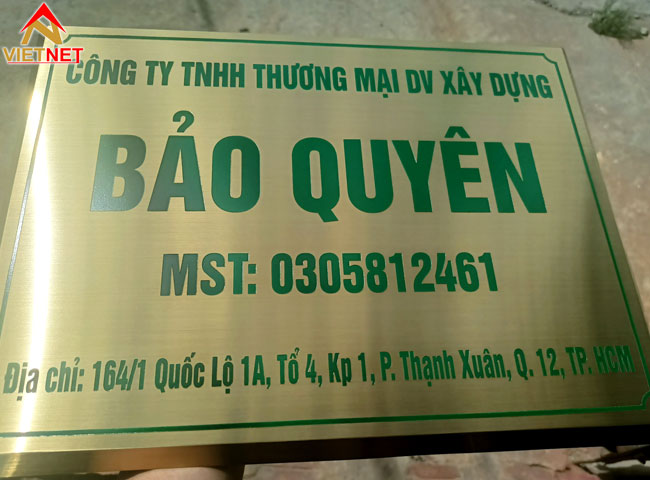 VIETNET
CÔNG TY TNHH THƯƠNG MẠI DV XÂY DỰNG
BẢO QUYÊN
MST: 0305812461
Địa chỉ: 164/1 Quốc Lộ 1A, Tổ 4, Kp 1, P. Thạnh Xuân, Q. 12, TP. HCM